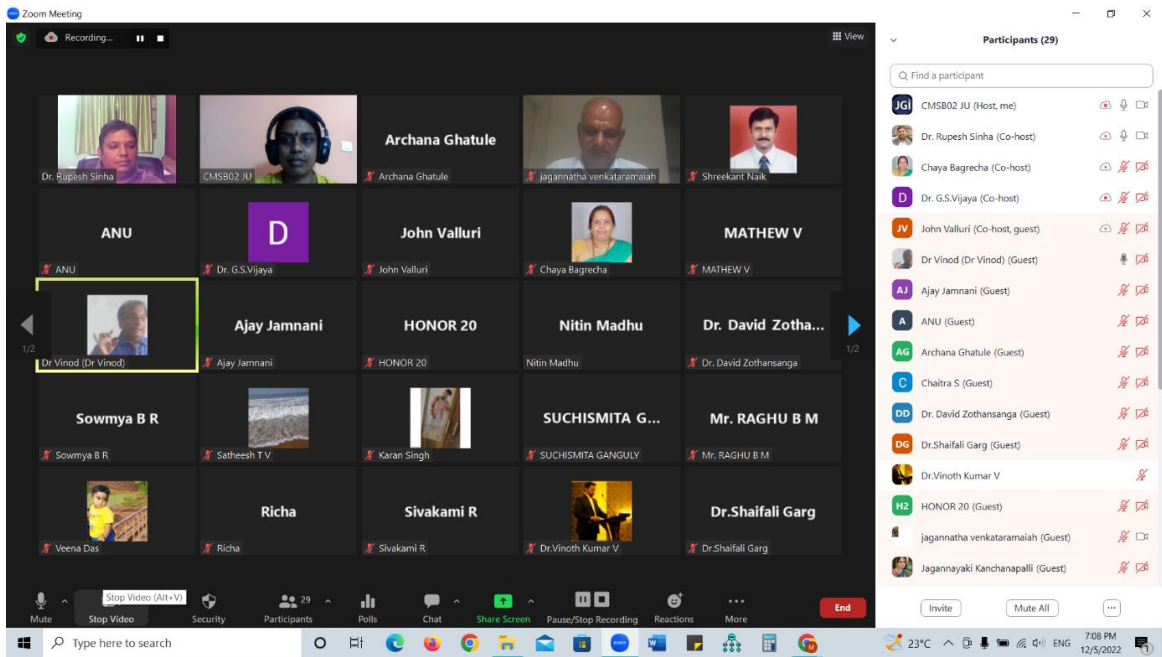 Zoom Meeting
Recording...
View
Dr. Rupesh Sinha
CMSB02 JU
Archana Ghatule
Archana Ghatule
jagannatha venkataramaiah
Shreekant Naik
ANU
ANU
D
Dr. G.S.Vijaya
John Valluri
John Valluri
Chaya Bagrecha
MATHEW V
MATHEW V
1/2
Dr Vinod (Dr Vinod)
Ajay Jamnani
Ajay Jamnani
HONOR 20
HONOR 20
Nitin Madhu
Nitin Madhu
Dr. David Zotha...
Dr. David Zothansanga
1/2
Sowmya B R
Sowmya B R
Satheesh T V
Karan Singh
SUCHISMITA G...
SUCHISMITA GANGULY
Mr. RAGHU B M
Mr. RAGHU B M
Veena Das
Richa
Richa
Sivakami R
Sivakami R
Dr.Vinoth Kumar V
Dr.Shaifali Garg
Dr.Shaifali Garg
Stop Video (Alt+V)
Mute
Stop Video
Security
29
Participants
Polls
Chat
Share Screen
Pause/Stop Recording
Reactions
More
End
Participants (29)
Find a participant
JGi CMSB02 JU (Host, me)
Dr. Rupesh Sinha (Co-host)
Chaya Bagrecha (Co-host)
D Dr. G.S.Vijaya (Co-host)
JV John Valluri (Co-host, guest)
Dr Vinod (Dr Vinod) (Guest)
AJ Ajay Jamnani (Guest)
A ANU (Guest)
AG Archana Ghatule (Guest)
C Chaitra S (Guest)
DD Dr. David Zothansanga (Guest)
DG Dr.Shaifali Garg (Guest)
Dr.Vinoth Kumar V
H2 HONOR 20 (Guest)
jagannatha venkataramaiah (Guest)
Jagannayaki Kanchanapalli (Guest)
Invite
Mute All
Type here to search
23°C
ENG
7:08 PM
12/5/2022
1